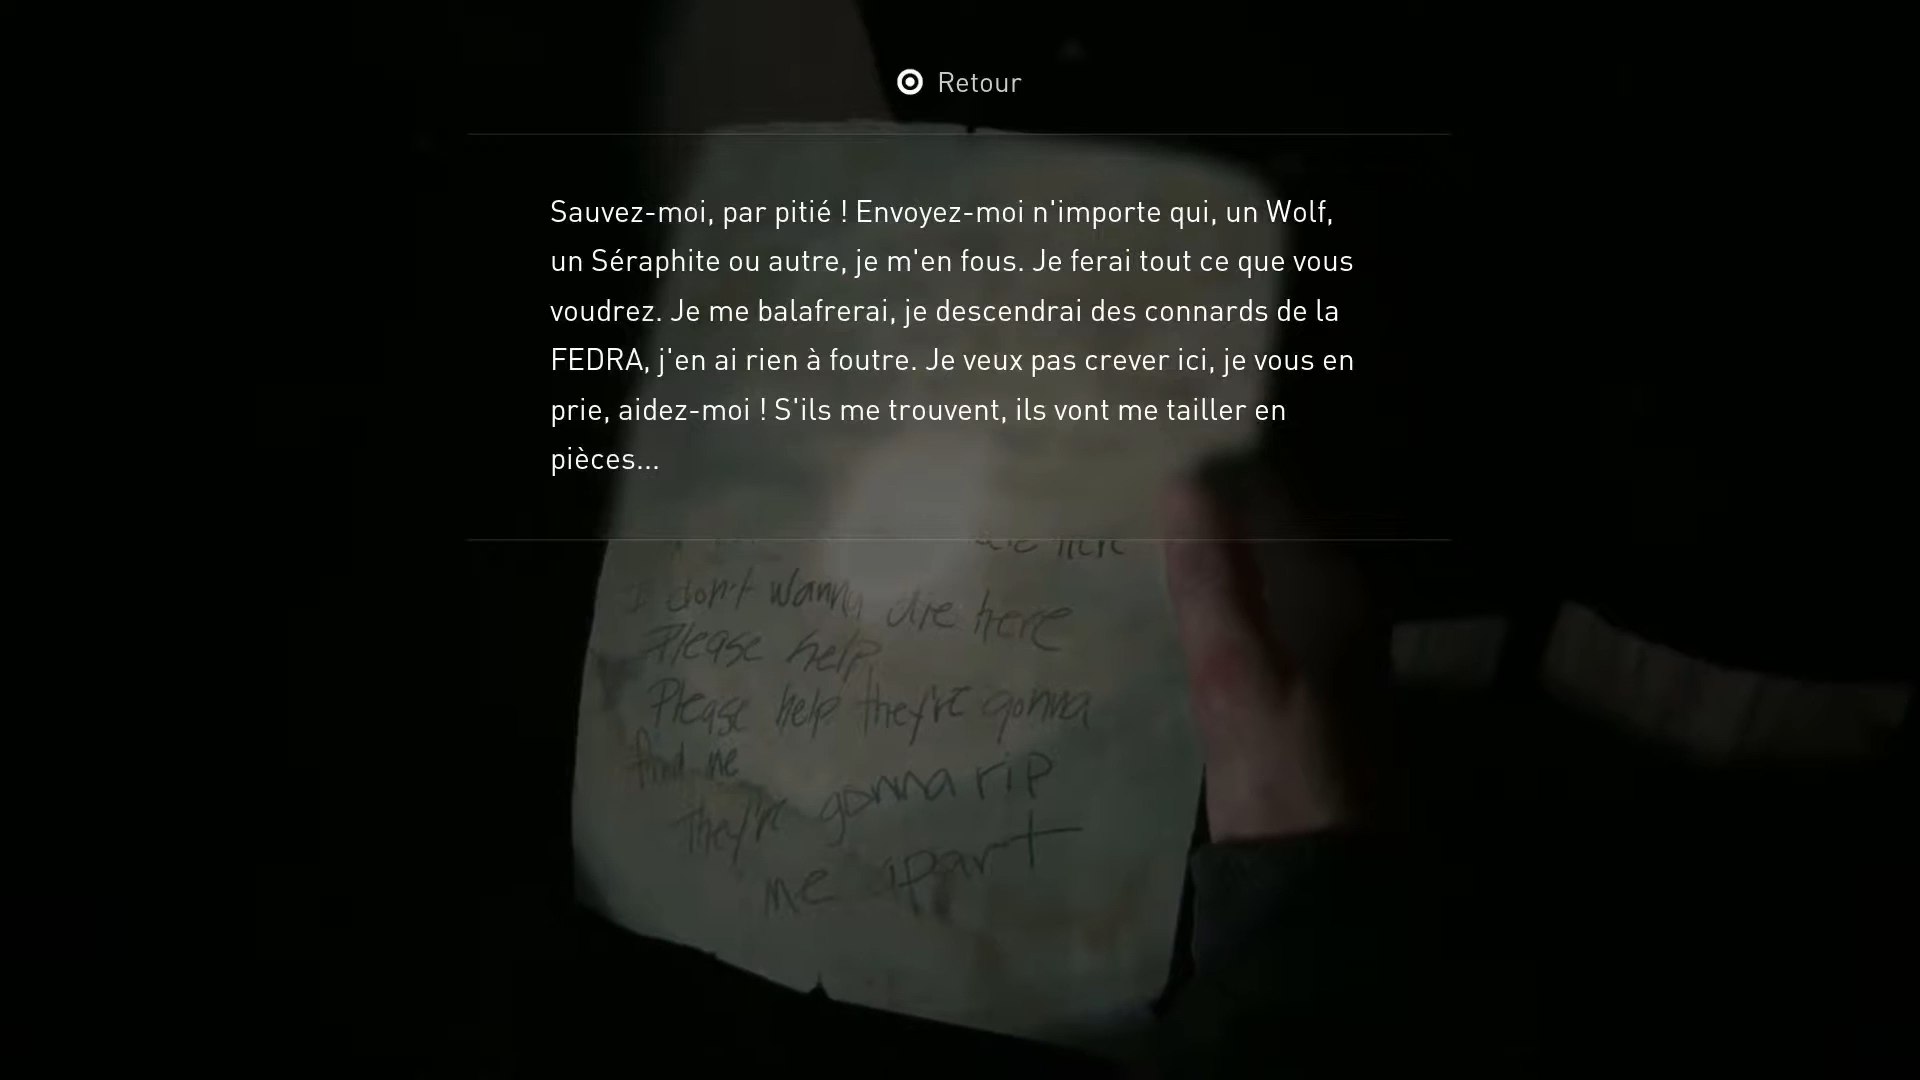 Retour
Sauvez-moi, par pitié ! Envoyez-moi n'importe qui, un Wolf,
un Séraphite ou autre, je m'en fous. Je ferai tout ce que vous
voudrez. Je me balafrerai, je descendrai des connards de la
FEDRA, j'en ai rien à foutre. Je veux pas crever ici, je vous en
prie, aidez-moi ! S'ils me trouvent, ils vont me tailler en
pièces...
I don't wanna die here
Please help
Please help they're gonna
find me
They're gonna rip
me apart